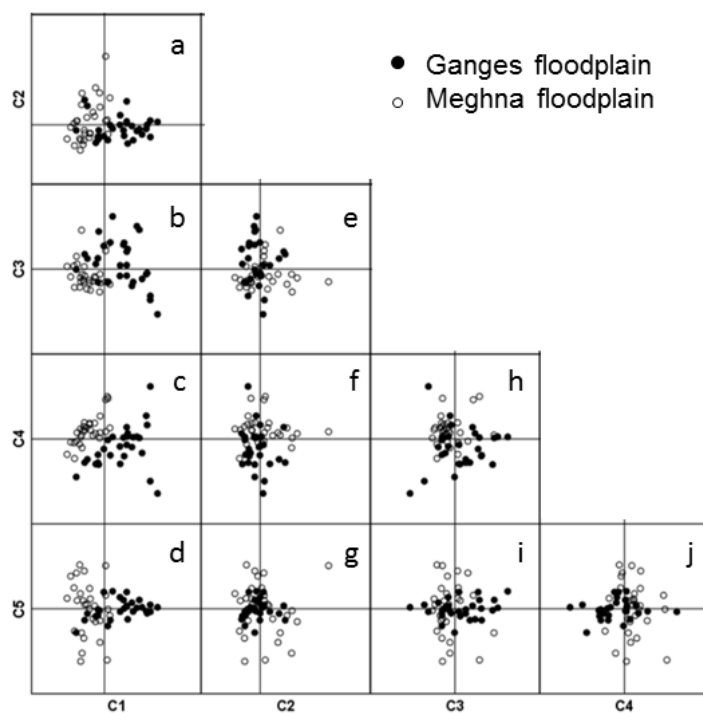 a
Ganges floodplain
Meghna floodplain
C2
b
e
C3
c
f
h
C4
d
g
i
j
C5
C1
C2
C3
C4